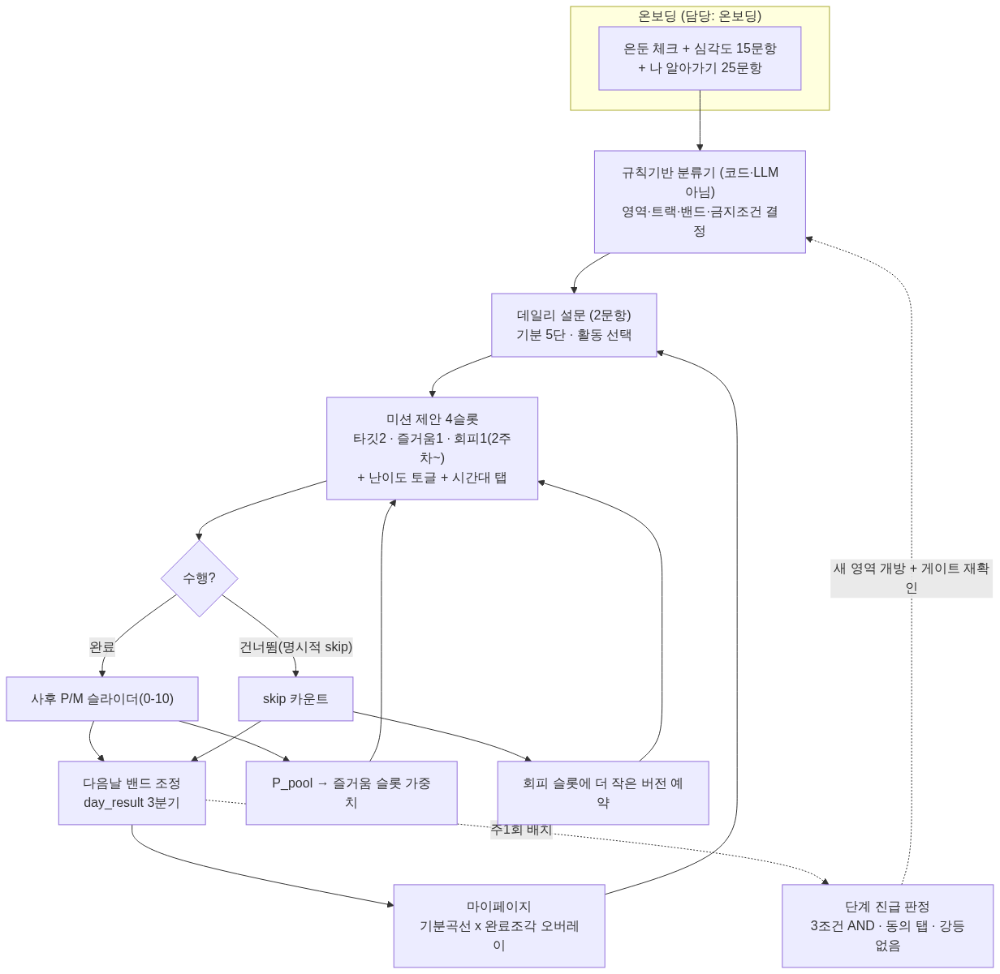 온보딩 (담당: 온보딩)
은둔 체크 + 심각도 15문항
+ 나 알아가기 25문항
규칙기반 분류기 (코드·LLM
아님)
영역·트랙·밴드·금지조건 결
정
데일리 설문 (2문항)
기분 5단 · 활동 선택
미션 제안 4슬롯
타깃2 · 즐거움1 · 회피1(2주
차~)
+ 난이도 토글 + 시간대 탭
수행?
새 영역 개방 + 게이트 재확
인
완료
건너뜀(명시적 skip)
사후 P/M 슬라이더(0-10)
skip 카운트
다음날 밴드 조정
day_result 3분기
P_pool → 즐거움 슬롯 가중
치
회피 슬롯에 더 작은 버전 예
약
주1회 배치
마이페이지
기분곡선 x 완료조각 오버레
이
단계 진급 판정
3조건 AND · 동의 탭 · 강등
없음